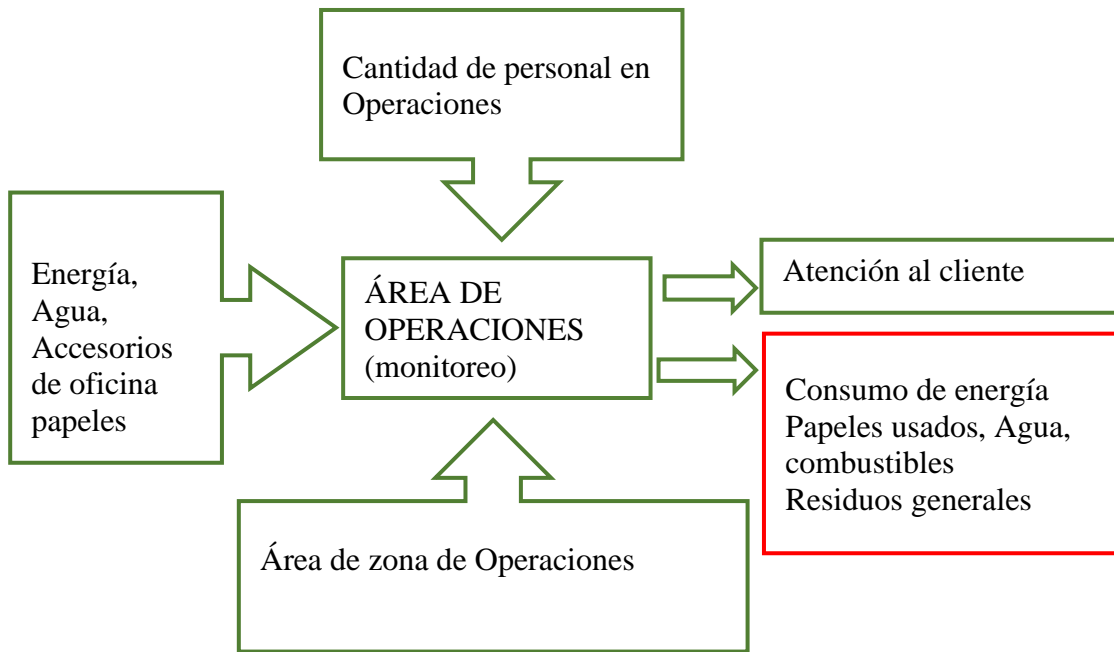 Cantidad de personal en
Operaciones
Energía,
Agua,
Accesorios
de oficina
papeles
ÁREA DE
OPERACIONES
(monitoreo)
Atención al cliente
Consumo de energía
Papeles usados, Agua,
combustibles
Residuos generales
Área de zona de Operaciones